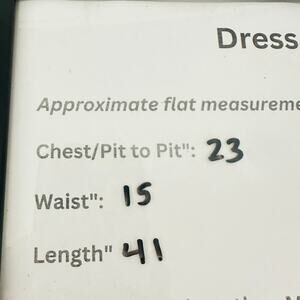 Dress
Approximate flat measureme
Chest/Pit to Pit": 23
Waist": 15
Length" 41